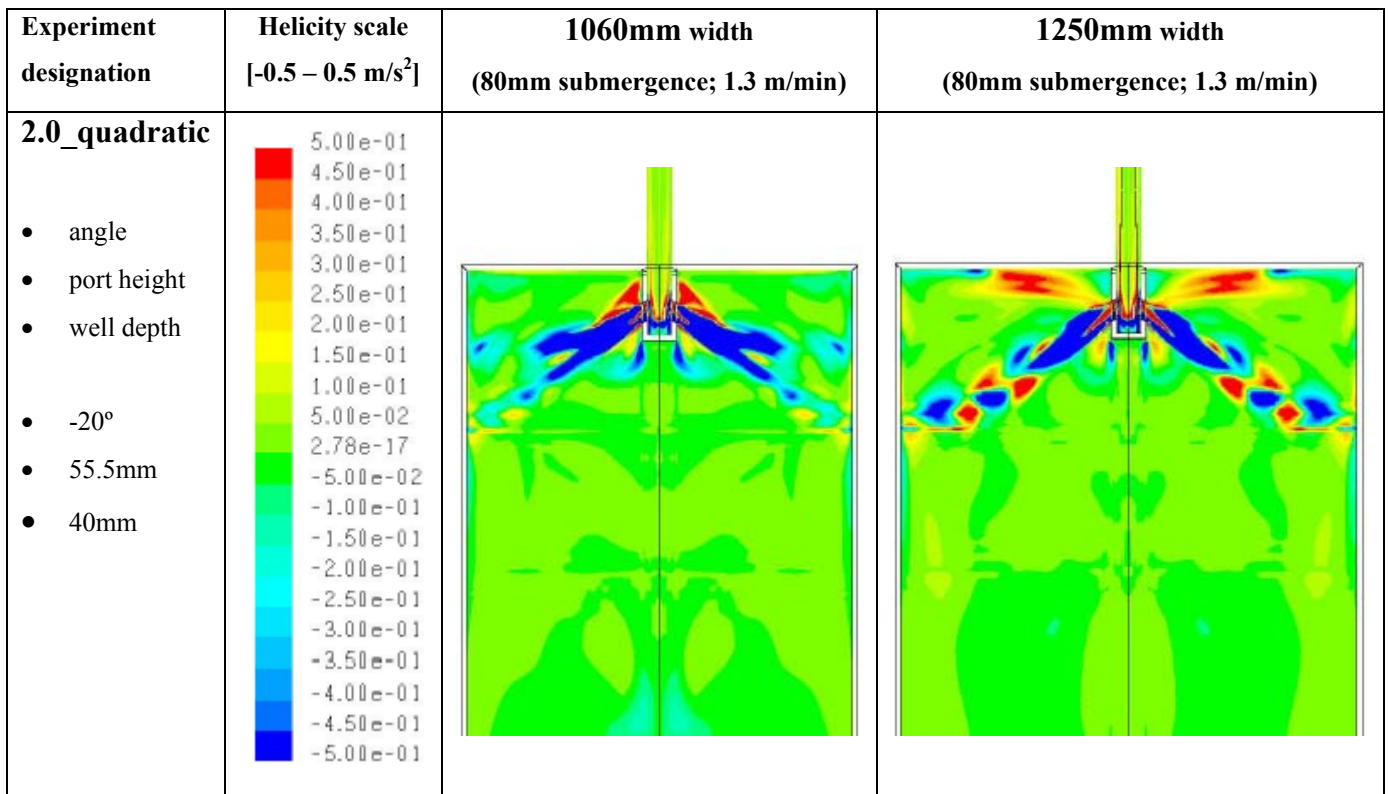 Experiment
designation
Helicity scale
[-0.5 – 0.5 m/s²]
1060mm width
(80mm submergence; 1.3 m/min)
1250mm width
(80mm submergence; 1.3 m/min)
2.0_quadratic
• angle
• port height
• well depth
• -20º
• 55.5mm
• 40mm
5.00e-01
4.50e-01
4.00e-01
3.50e-01
3.00e-01
2.50e-01
2.00e-01
1.50e-01
1.00e-01
5.00e-02
2.78e-17
-5.00e-02
-1.00e-01
-1.50e-01
-2.00e-01
-2.50e-01
-3.00e-01
-3.50e-01
-4.00e-01
-4.50e-01
-5.00e-01